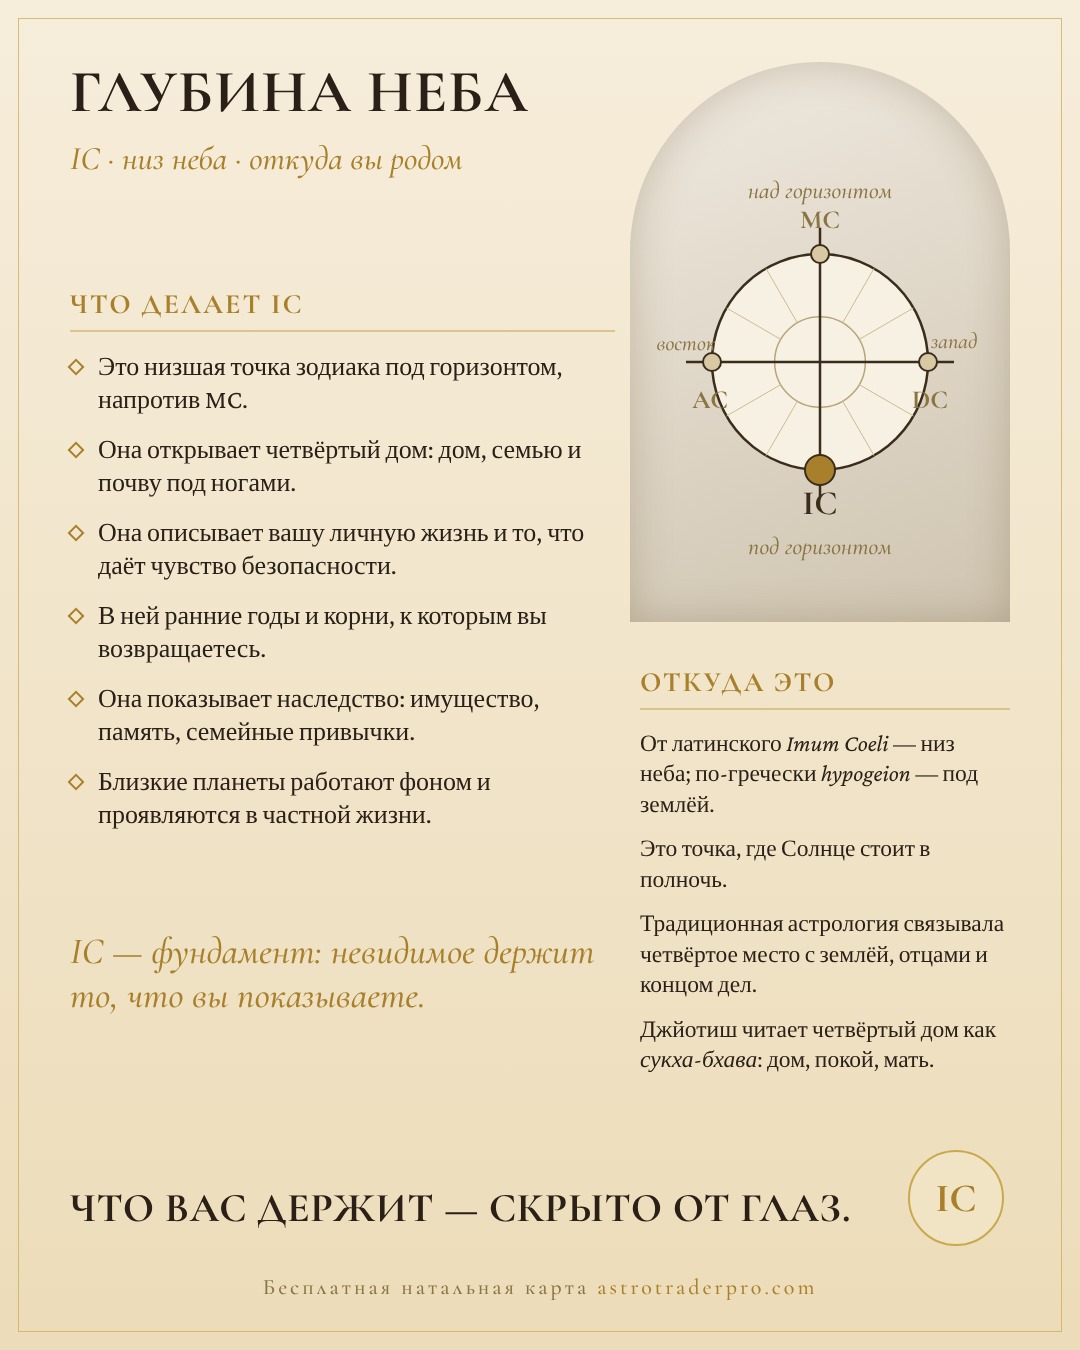 ГЛУБИНА НЕБА
IC · низ неба · откуда вы родом
ЧТО ДЕЛАЕТ IC
Это низшая точка зодиака под горизонтом,
напротив МС.
Она открывает четвёртый дом: дом, семью и
почву под ногами.
Она описывает вашу личную жизнь и то, что
даёт чувство безопасности.
В ней ранние годы и корни, к которым вы
возвращаетесь.
Она показывает наследство: имущество,
память, семейные привычки.
Близкие планеты работают фоном и
проявляются в частной жизни.
IC — фундамент: невидимое держит
то, что вы показываете.
над горизонтом
MC
восток
запад
AC
DC
IC
под горизонтом
ОТКУДА ЭТО
От латинского Imum Coeli — низ
неба; по-гречески hypogeion — под
землёй.
Это точка, где Солнце стоит в
полночь.
Традиционная астрология связывала
четвёртое место с землёй, отцами и
концом дел.
Джйотиш читает четвёртый дом как
сукха-бхава: дом, покой, мать.
ЧТО ВАС ДЕРЖИТ — СКРЫТО ОТ ГЛАЗ.
IC
Бесплатная натальная карта astrotraderpro.com